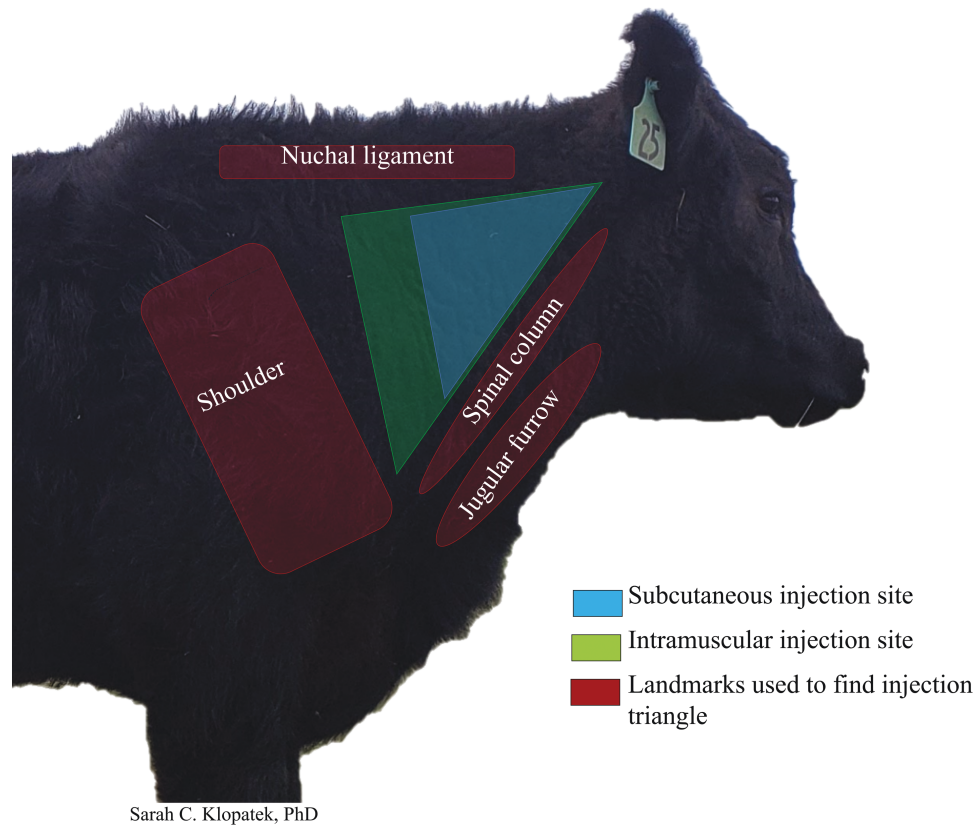 25
Nuchal ligament
Shoulder
Spinal column
Jugular furrow
Subcutaneous injection site
Intramuscular injection site
Landmarks used to find injection
triangle
Sarah C. Klopatek, PhD